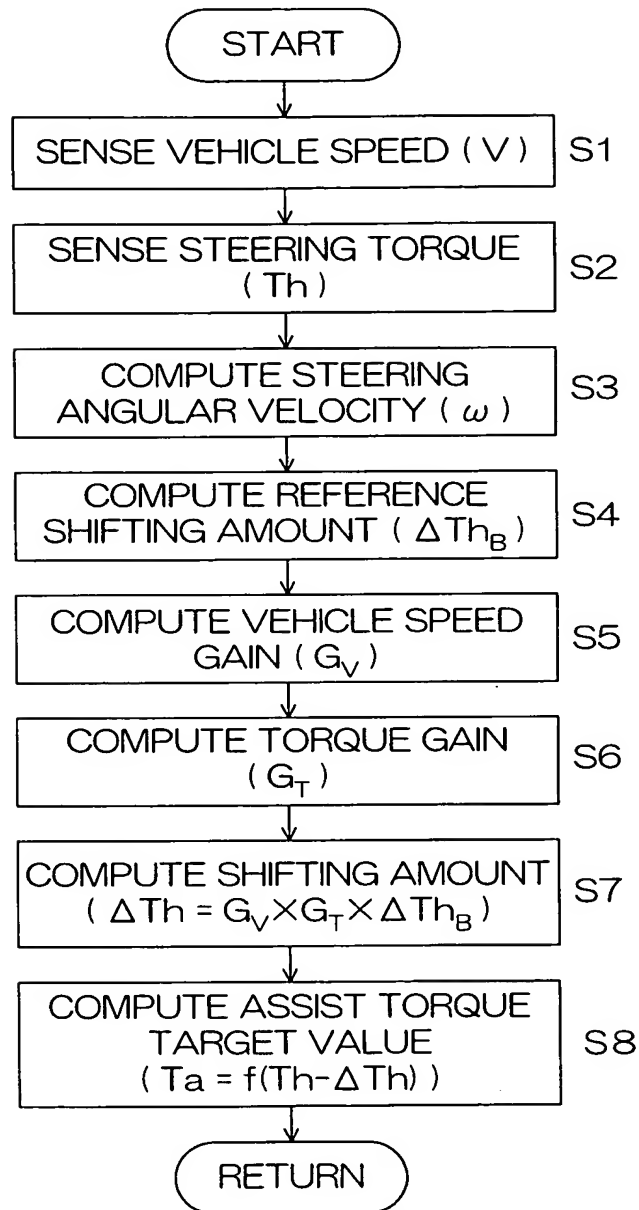 START
SENSE VEHICLE SPEED ( V )
S1
SENSE STEERING TORQUE
( Th )
S2
COMPUTE STEERING
ANGULAR VELOCITY ( ω )
S3
COMPUTE REFERENCE
SHIFTING AMOUNT ( ΔTh_B )
S4
COMPUTE VEHICLE SPEED
GAIN ( G_V )
S5
COMPUTE TORQUE GAIN
( G_T )
S6
COMPUTE SHIFTING AMOUNT
( ΔTh = G_V×G_T×ΔTh_B )
S7
COMPUTE ASSIST TORQUE
TARGET VALUE
( Ta = f(Th-ΔTh) )
S8
RETURN